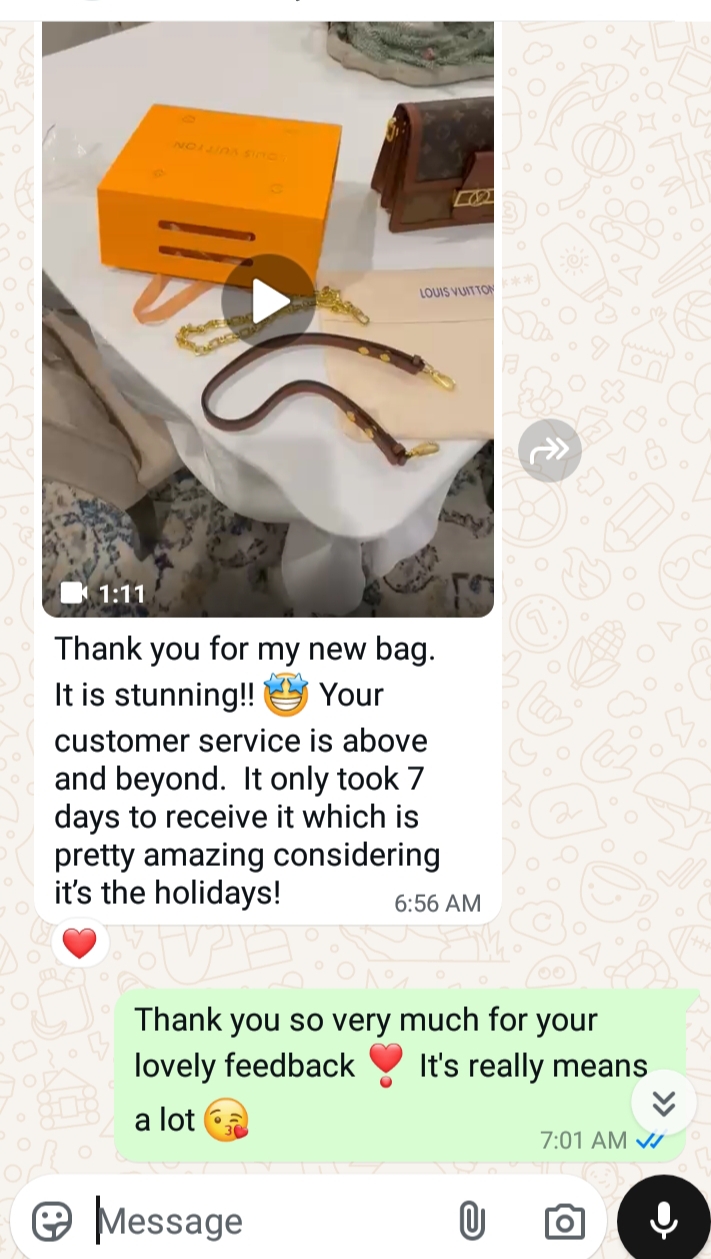 LOUIS VUITTON
LOUIS VUITTON
1:11
Thank you for my new bag.
It is stunning!! 🤩 Your
customer service is above
and beyond.  It only took 7
days to receive it which is
pretty amazing considering
it’s the holidays!
6:56 AM
❤️
Thank you so very much for your
lovely feedback ❣️ It's really means
a lot 😘
7:01 AM
Message